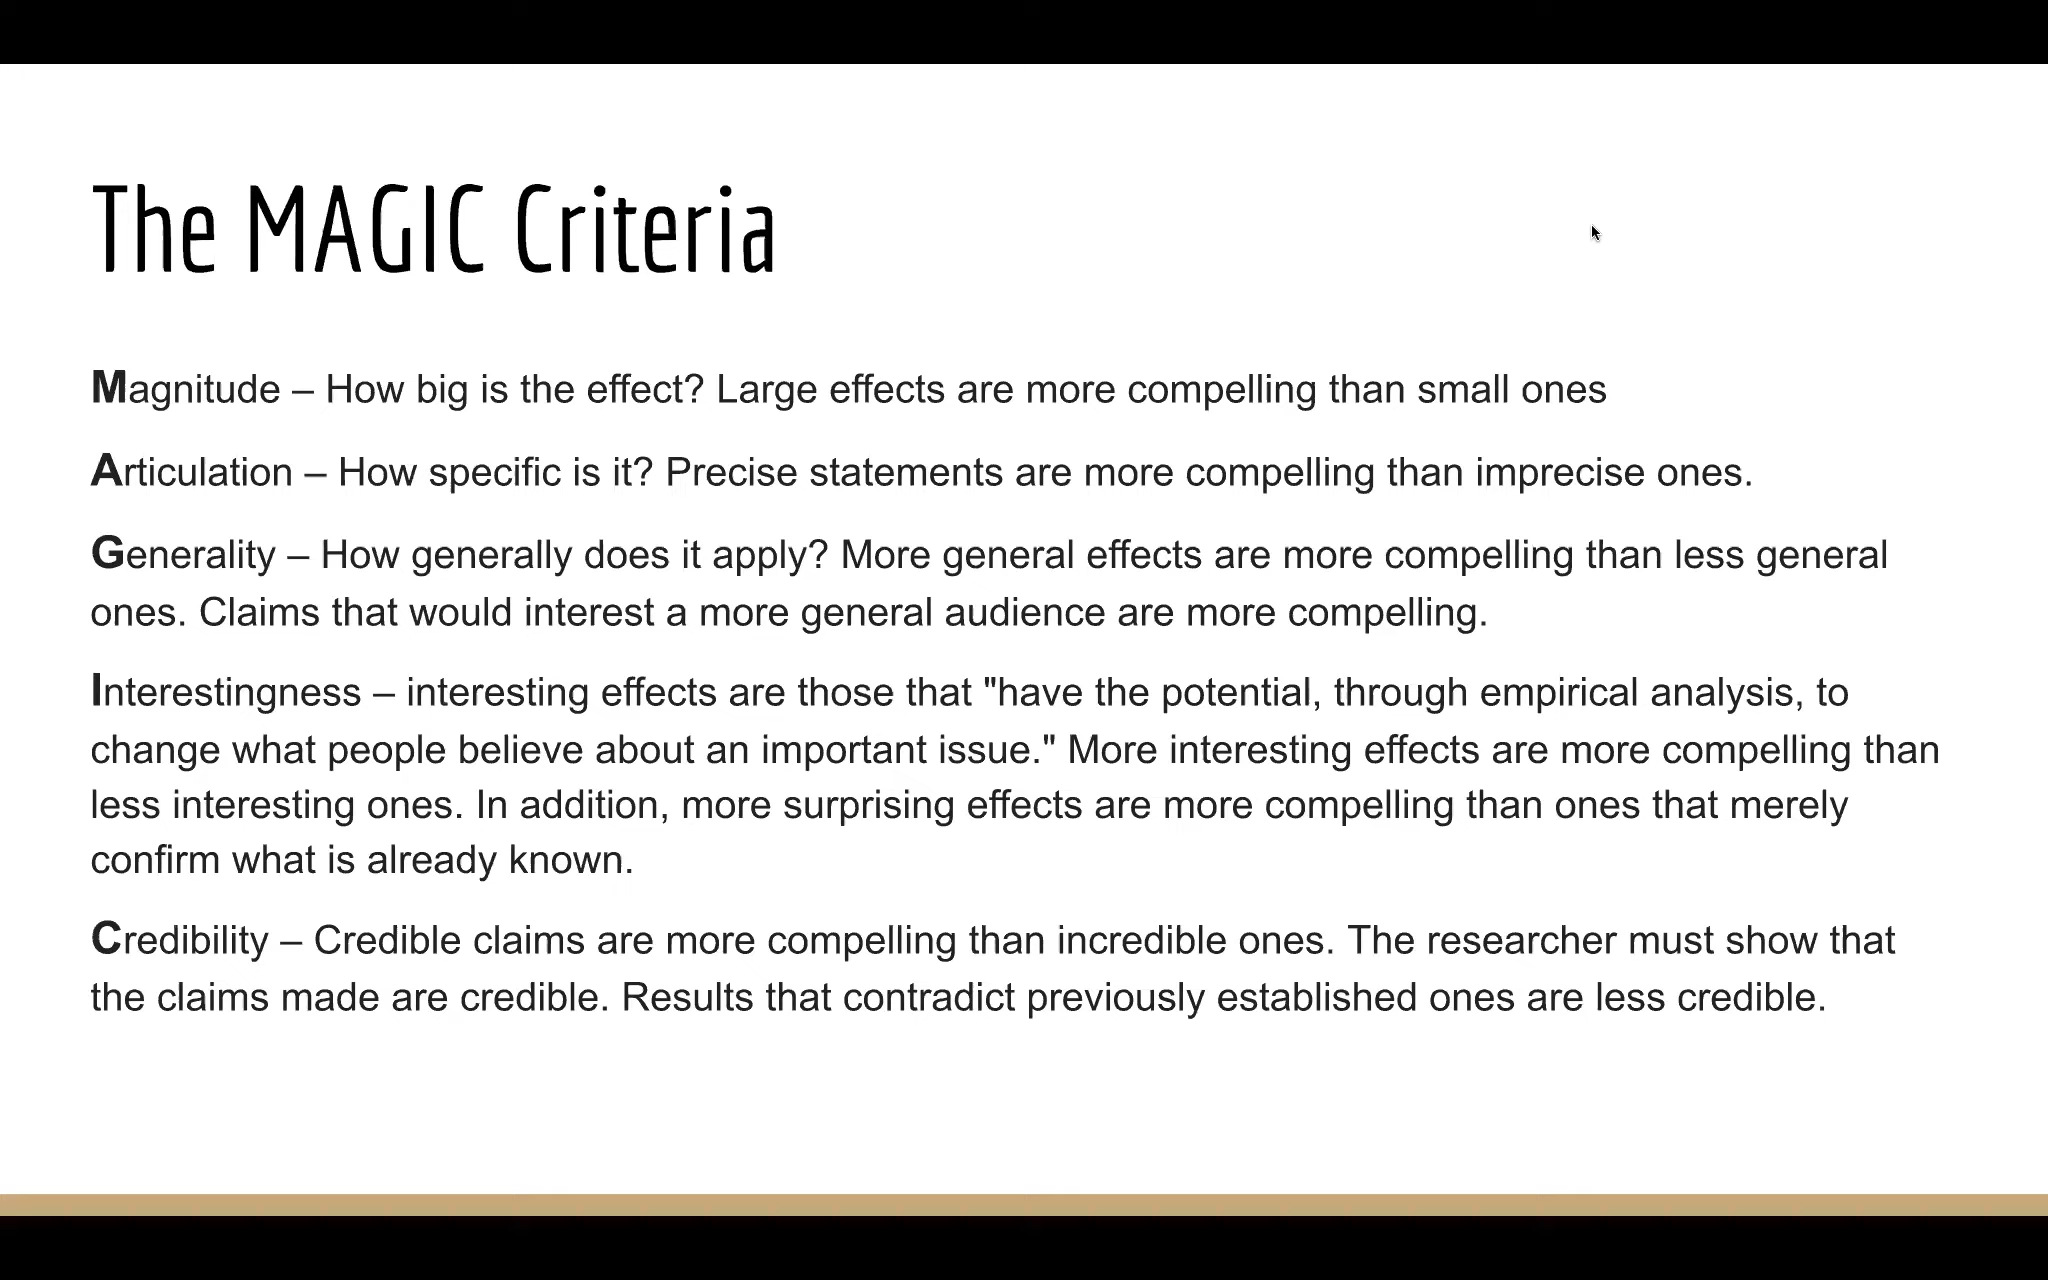 The MAGIC Criteria
Magnitude – How big is the effect? Large effects are more compelling than small ones
Articulation – How specific is it? Precise statements are more compelling than imprecise ones.
Generality – How generally does it apply? More general effects are more compelling than less general
ones. Claims that would interest a more general audience are more compelling.
Interestingness – interesting effects are those that "have the potential, through empirical analysis, to
change what people believe about an important issue." More interesting effects are more compelling than
less interesting ones. In addition, more surprising effects are more compelling than ones that merely
confirm what is already known.
Credibility – Credible claims are more compelling than incredible ones. The researcher must show that
the claims made are credible. Results that contradict previously established ones are less credible.